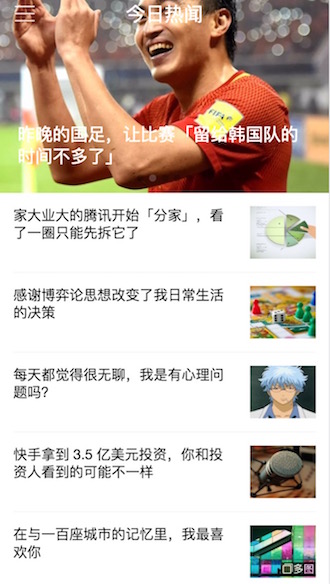 今日热闻
昨晚的国足，让比赛「留给韩国队的
时间不多了」
家大业大的腾讯开始「分家」，看
了一圈只能先拆它了
感谢博弈论思想改变了我日常生活
的决策
每天都觉得很无聊，我是有心理问
题吗?
快手拿到 3.5 亿美元投资，你和投
资人看到的可能不一样
在与一百座城市的记忆里，我最喜
欢你
多图